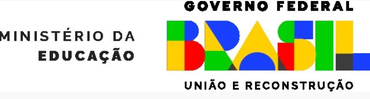 MINISTÉRIO DA
EDUCAÇÃO
GOVERNO FEDERAL
BRASIL
UNIÃO E RECONSTRUÇÃO